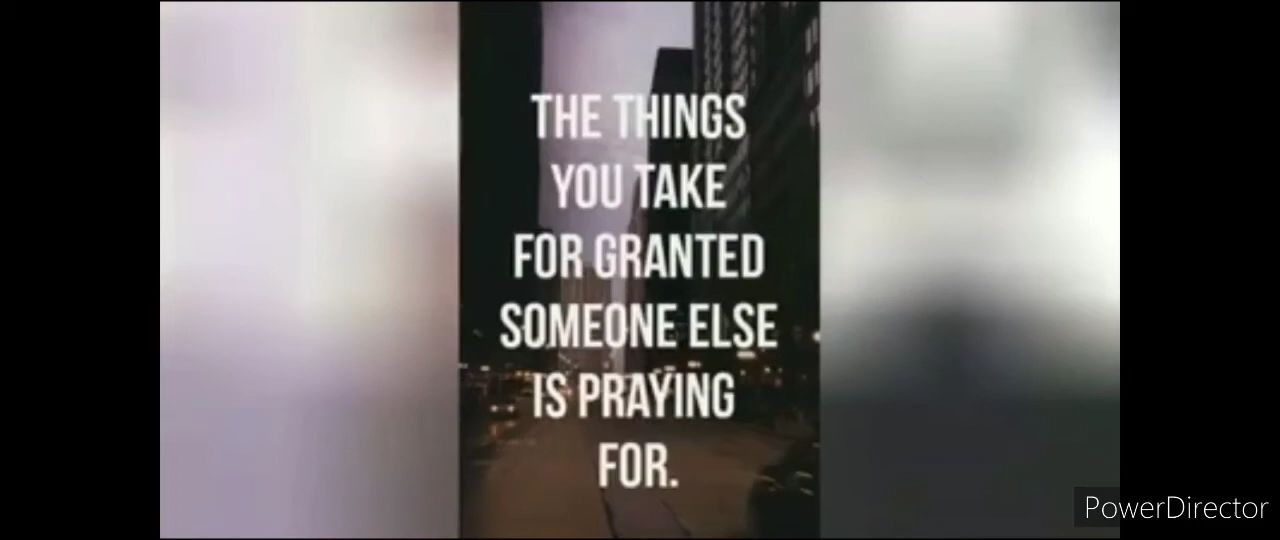 THE THINGS
YOU TAKE
FOR GRANTED
SOMEONE ELSE
IS PRAYING
FOR.
PowerDirector